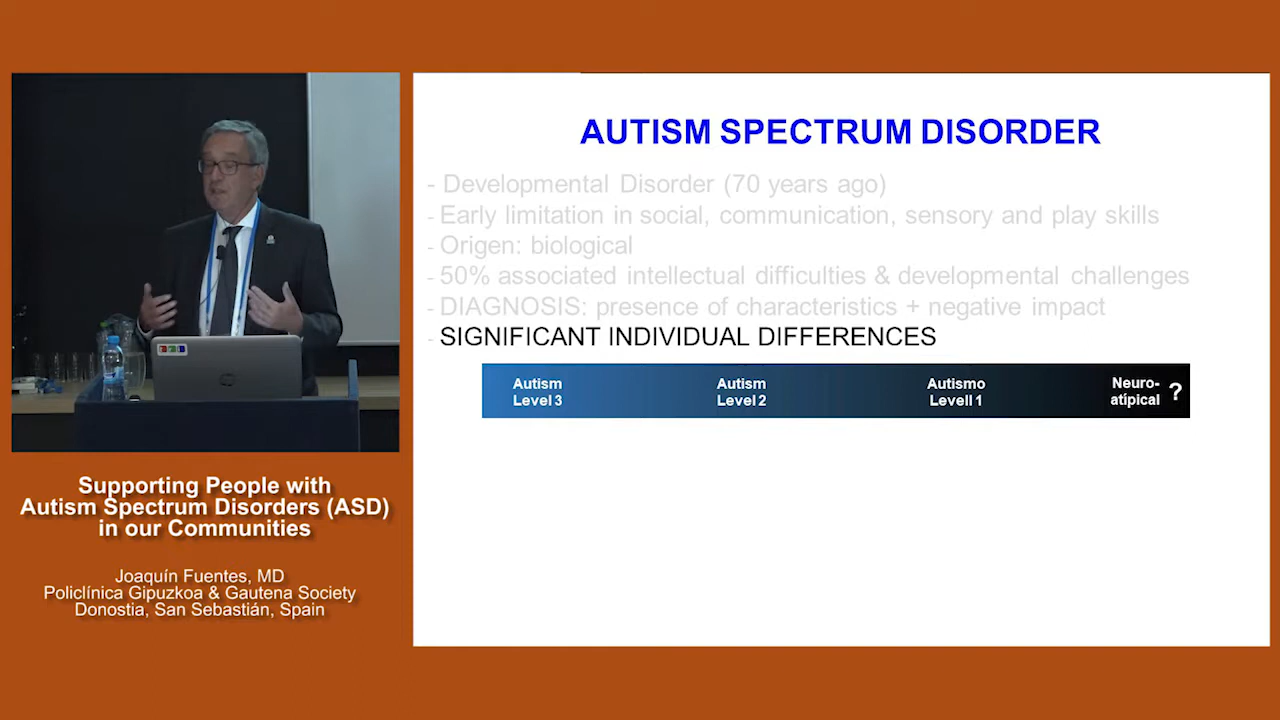 AUTISM SPECTRUM DISORDER
- Developmental Disorder (70 years ago)
- Early limitation in social, communication, sensory and play skills
- Origen: biological
- 50% associated intellectual difficulties & developmental challenges
- DIAGNOSIS: presence of characteristics + negative impact
- SIGNIFICANT INDIVIDUAL DIFFERENCES
Autism Level 3
Autism Level 2
Autismo Levell 1
Neuro-atípical ?
Supporting People with
Autism Spectrum Disorders (ASD)
in our Communities
Joaquín Fuentes, MD
Policlínica Gipuzkoa & Gautena Society
Donostia, San Sebastián, Spain